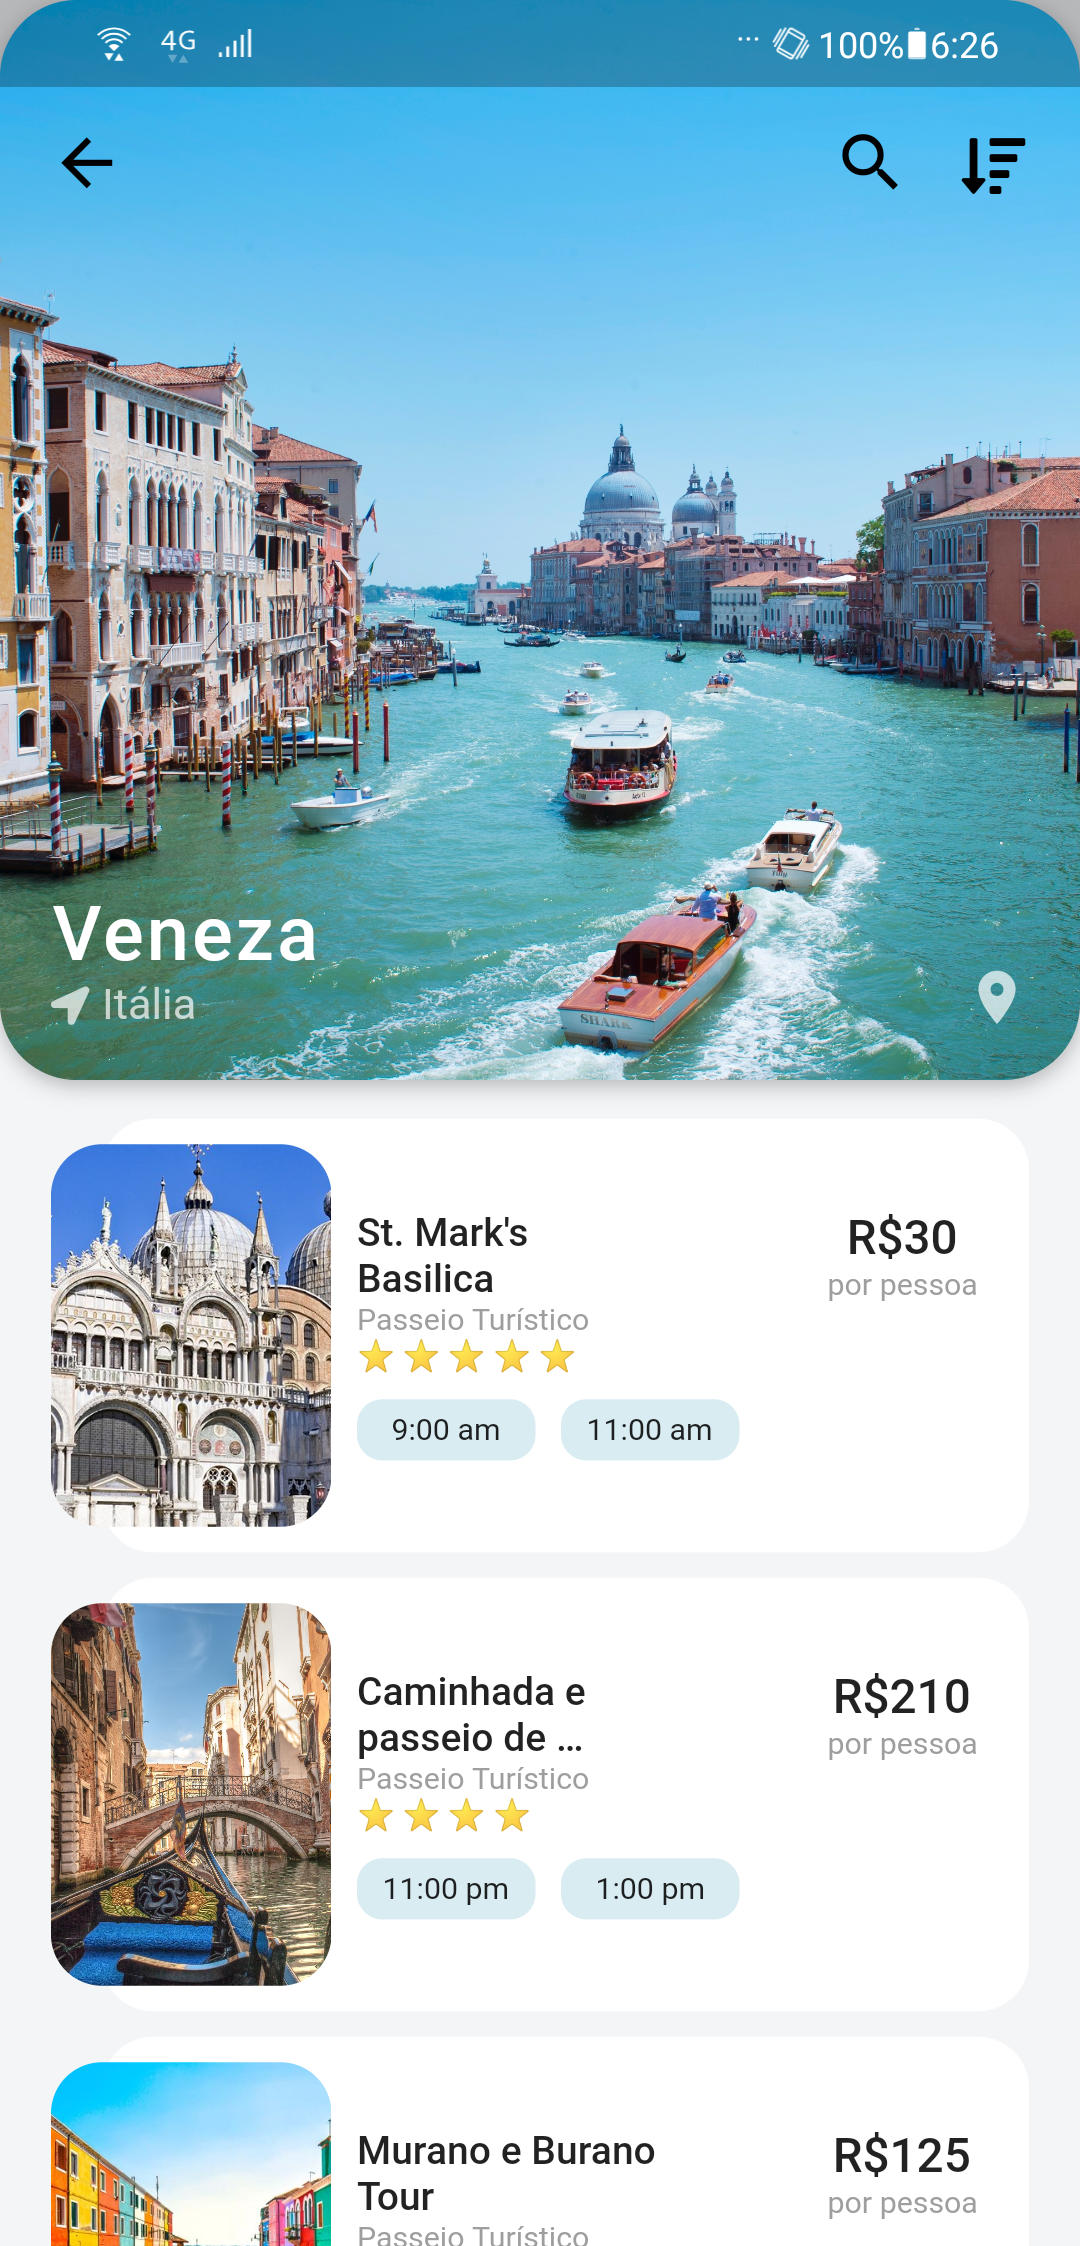 4G
... 100% 6:26
Veneza
Itália
SHARK
St. Mark's
Basilica
R$30
por pessoa
Passeio Turístico
9:00 am 11:00 am
Caminhada e
passeio de ...
R$210
por pessoa
Passeio Turístico
11:00 pm 1:00 pm
Murano e Burano
Tour
R$125
por pessoa
Passeio Turístico